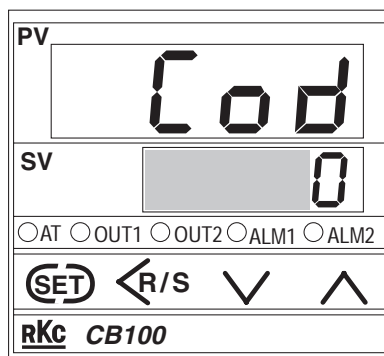 PV
Cod
SV
0
AT OUT1 OUT2 ALM1 ALM2
SET <R/S
RKC CB100